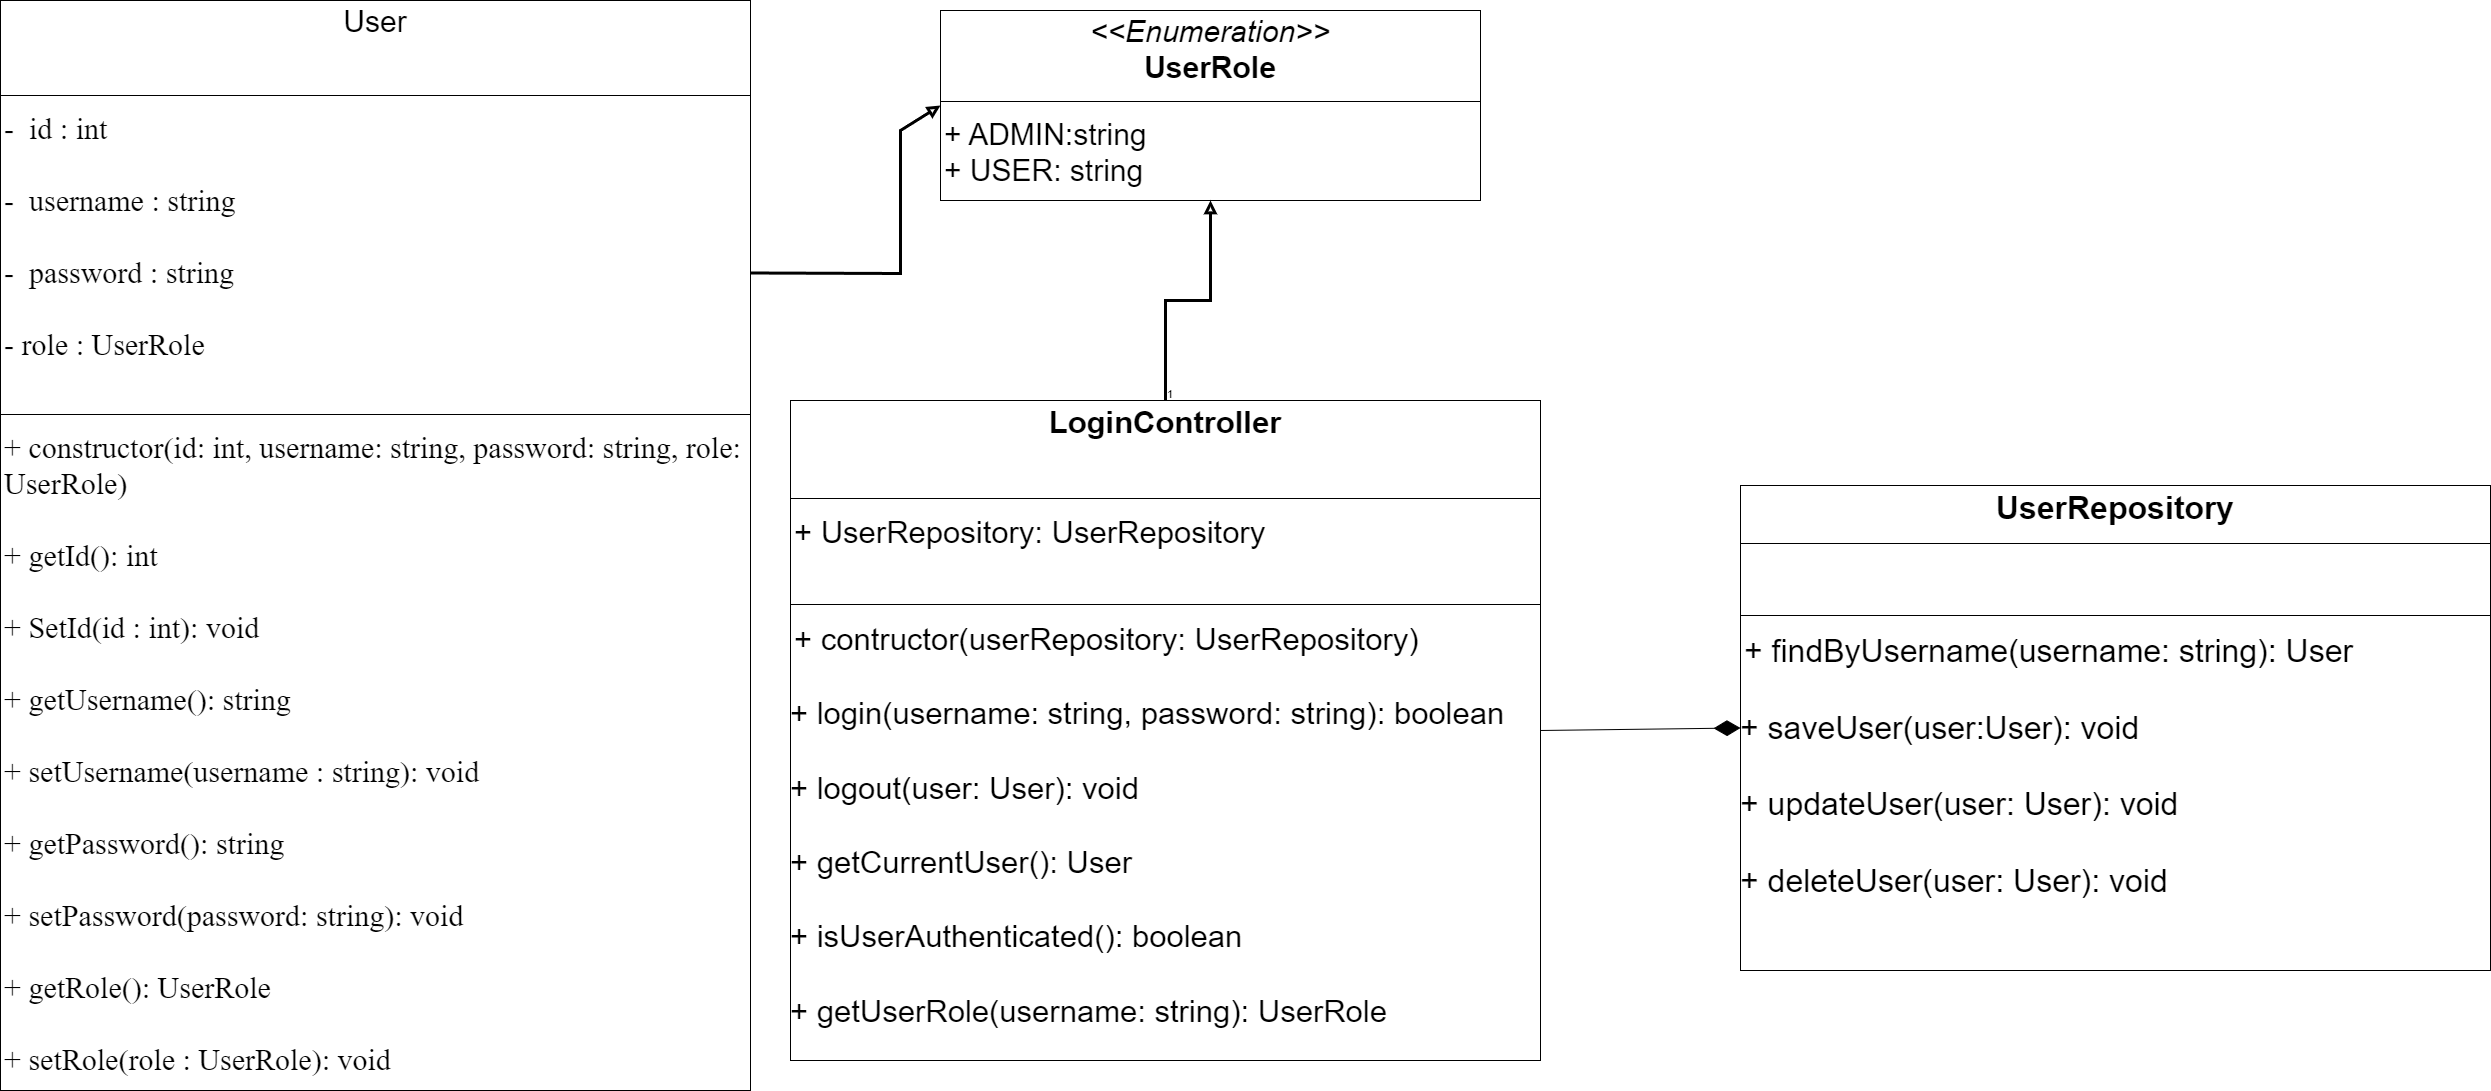 User
- id : int
- username : string
- password : string
- role : UserRole
+ constructor(id: int, username: string, password: string, role:
UserRole)
+ getId(): int
+ SetId(id : int): void
+ getUsername(): string
+ setUsername(username : string): void
+ getPassword(): string
+ setPassword(password: string): void
+ getRole(): UserRole
+ setRole(role : UserRole): void
<<Enumeration>>
UserRole
+ ADMIN:string
+ USER: string
1
LoginController
+ UserRepository: UserRepository
+ contructor(userRepository: UserRepository)
+ login(username: string, password: string): boolean
+ logout(user: User): void
+ getCurrentUser(): User
+ isUserAuthenticated(): boolean
+ getUserRole(username: string): UserRole
UserRepository
+ findByUsername(username: string): User
+ saveUser(user:User): void
+ updateUser(user: User): void
+ deleteUser(user: User): void